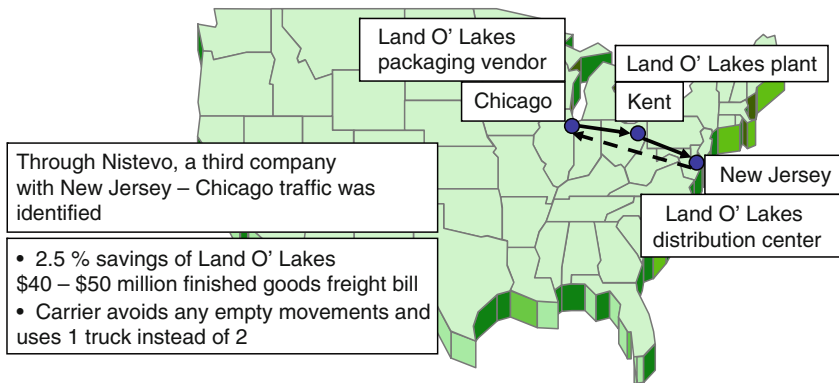 Land O’ Lakes
packaging vendor
Land O’ Lakes plant
Chicago
Kent
Through Nistevo, a third company
with New Jersey – Chicago traffic was
identified
New Jersey
Land O’ Lakes
distribution center
• 2.5 % savings of Land O’ Lakes
$40 – $50 million finished goods freight bill
• Carrier avoids any empty movements and
uses 1 truck instead of 2